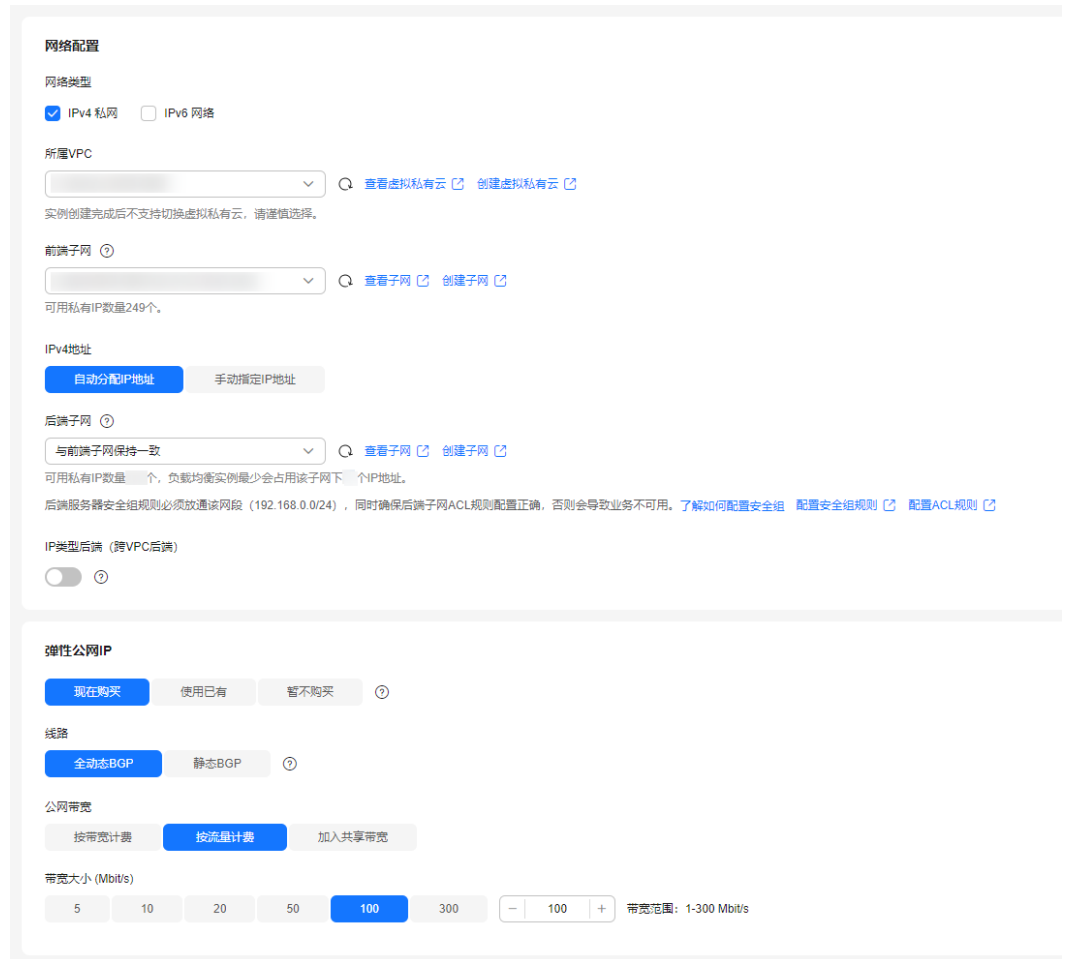 网络配置
网络类型
IPv4 私网 IPv6 网络
所属VPC
查看虚拟私有云 创建虚拟私有云
实例创建完成后不支持切换虚拟私有云，请谨慎选择。
前端子网 ?
查看子网 创建子网
可用私有IP数量249个。
IPv4地址
自动分配IP地址 手动指定IP地址
后端子网 ?
与前端子网保持一致 查看子网 创建子网
可用私有IP数量 个，负载均衡实例最少会占用该子网下 个IP地址。
后端服务器安全组规则必须放通该网段（192.168.0.0/24），同时确保后端子网ACL规则配置正确，否则会导致业务不可用。了解如何配置安全组 配置安全组规则 配置ACL规则
IP类型后端（跨VPC后端）
?
弹性公网IP
现在购买 使用已有 暂不购买 ?
线路
全动态BGP 静态BGP ?
公网带宽
按带宽计费 按流量计费 加入共享带宽
带宽大小 (Mbit/s)
5 10 20 50 100 300 − 100 + 带宽范围：1-300 Mbit/s